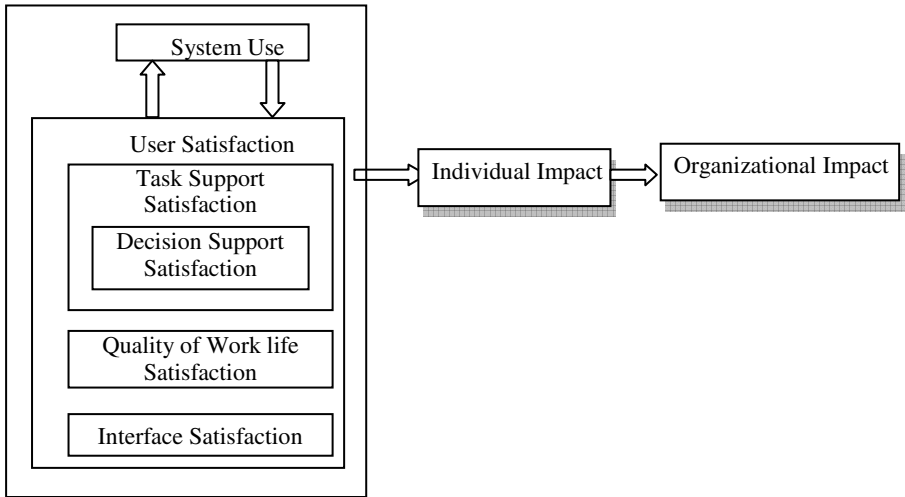 System Use
User Satisfaction
Task Support
Satisfaction
Decision Support
Satisfaction
Quality of Work life
Satisfaction
Interface Satisfaction
Individual Impact
Organizational Impact